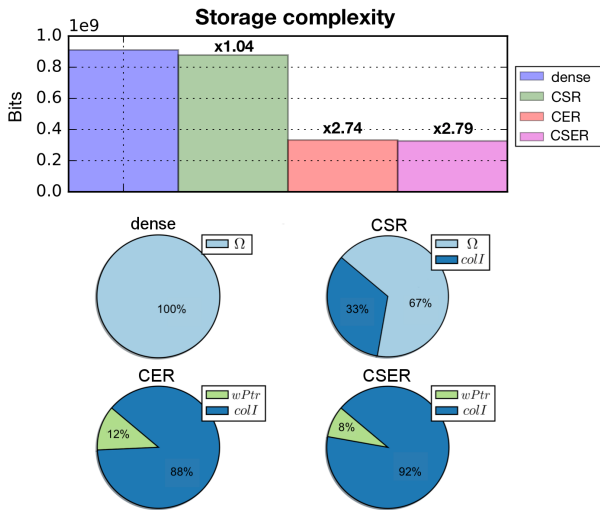 Storage complexity
1e9
1.0
0.8
0.6
0.4
0.2
0.0
Bits
x1.04
x2.74
x2.79
dense
CSR
CER
CSER
dense
Ω
100%
CSR
Ω
colI
33%
67%
CER
wPtr
colI
12%
88%
CSER
wPtr
colI
8%
92%